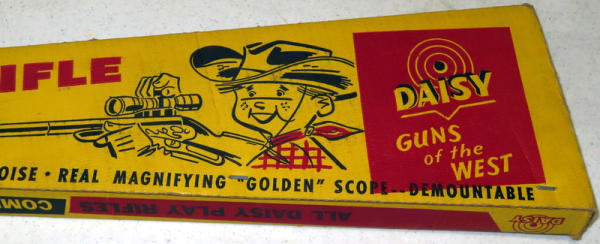 IFLE
DAISY
GUNS
of the
WEST
OISE • REAL MAGNIFYING "GOLDEN" SCOPE--DEMOUNTABLE
COM
ALL DAISY PLAY RIFLES
DAISY